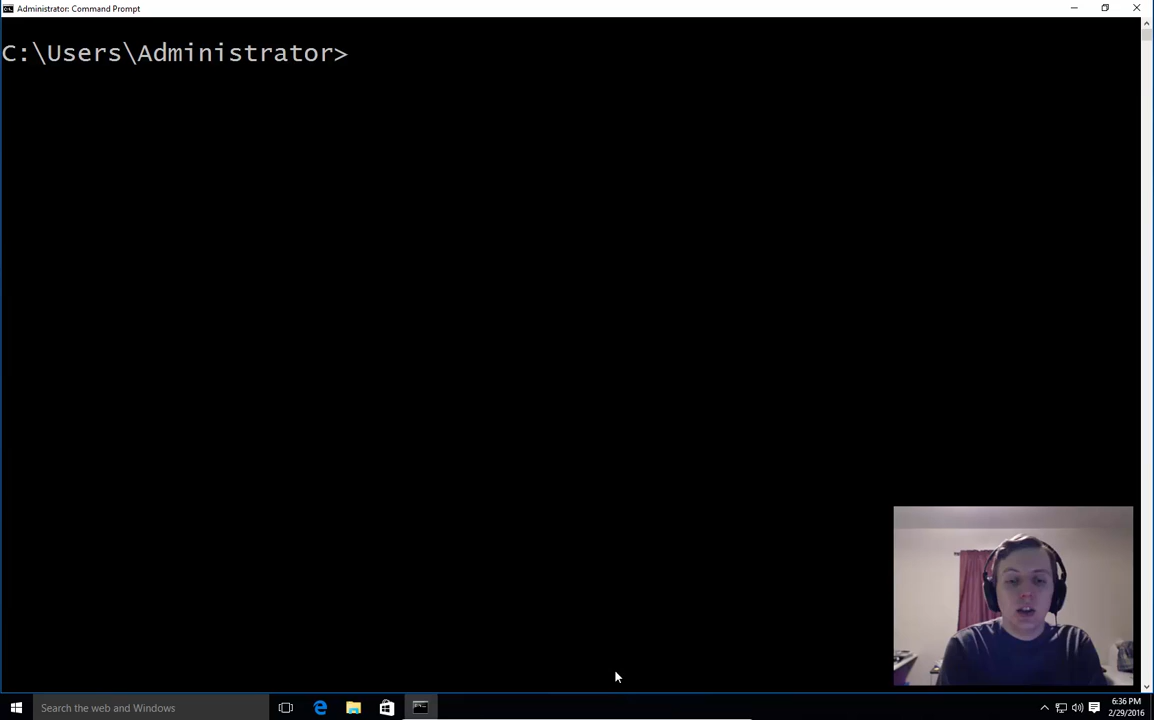 Administrator: Command Prompt
C:\Users\Administrator>
Search the web and Windows
6:36 PM
2/29/2016